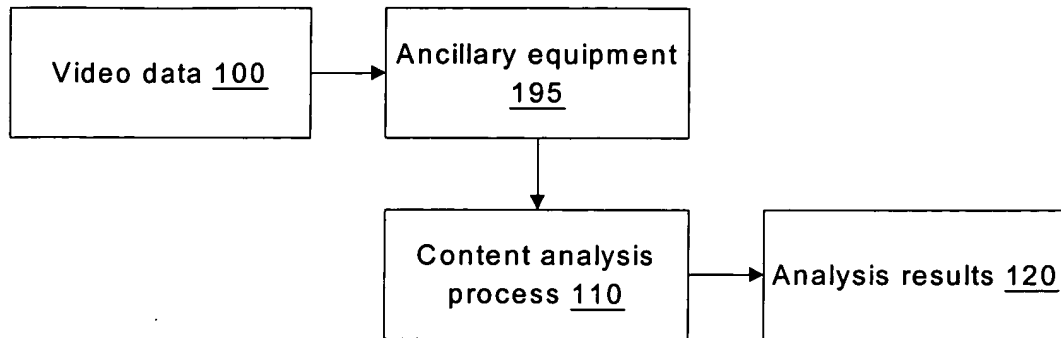 Video data 100
Ancillary equipment
195
Content analysis
process 110
Analysis results 120